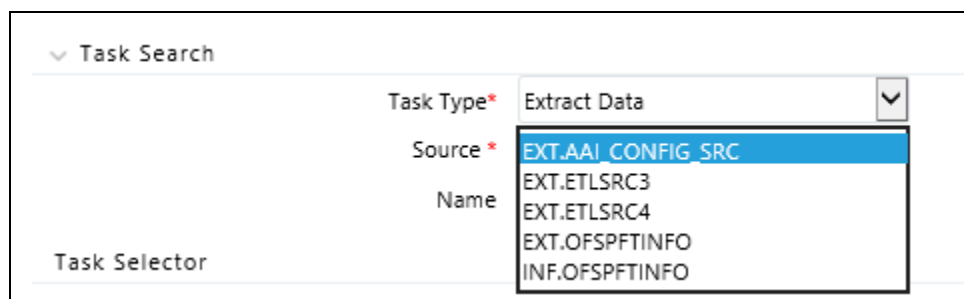 Task Search
Task Type* Extract Data
Source * EXT.AAI_CONFIG_SRC
EXT.ETLSRC3
Name
EXT.ETLSRC4
EXT.OFSPFTINFO
Task Selector
INF.OFSPFTINFO